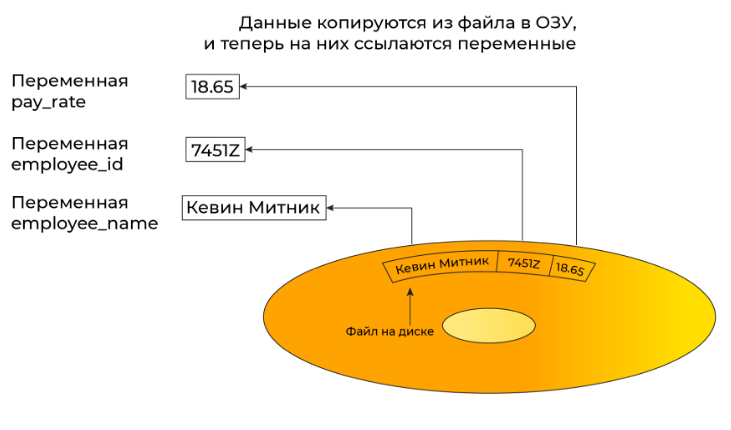 Данные копируются из файла в ОЗУ,
и теперь на них ссылаются переменные
Переменная
pay_rate
18.65
Переменная
employee_id
7451Z
Переменная
employee_name
Кевин Митник
Кевин Митник
7451Z
18.65
Файл на диске